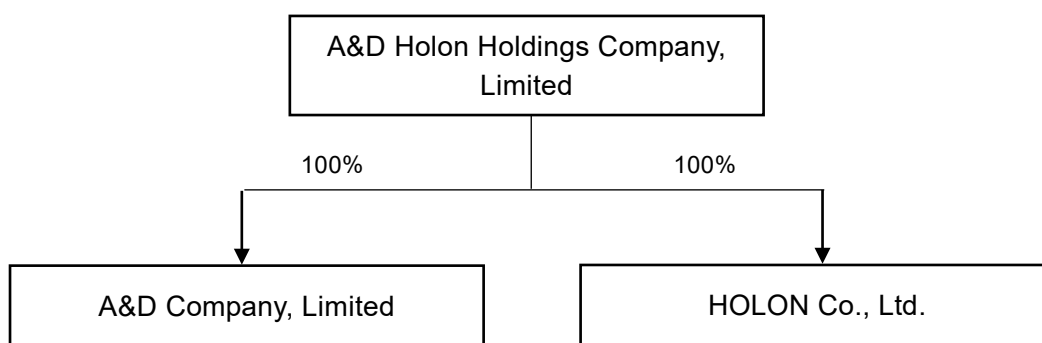 A&D Holon Holdings Company,
Limited
100%
100%
A&D Company, Limited
HOLON Co., Ltd.